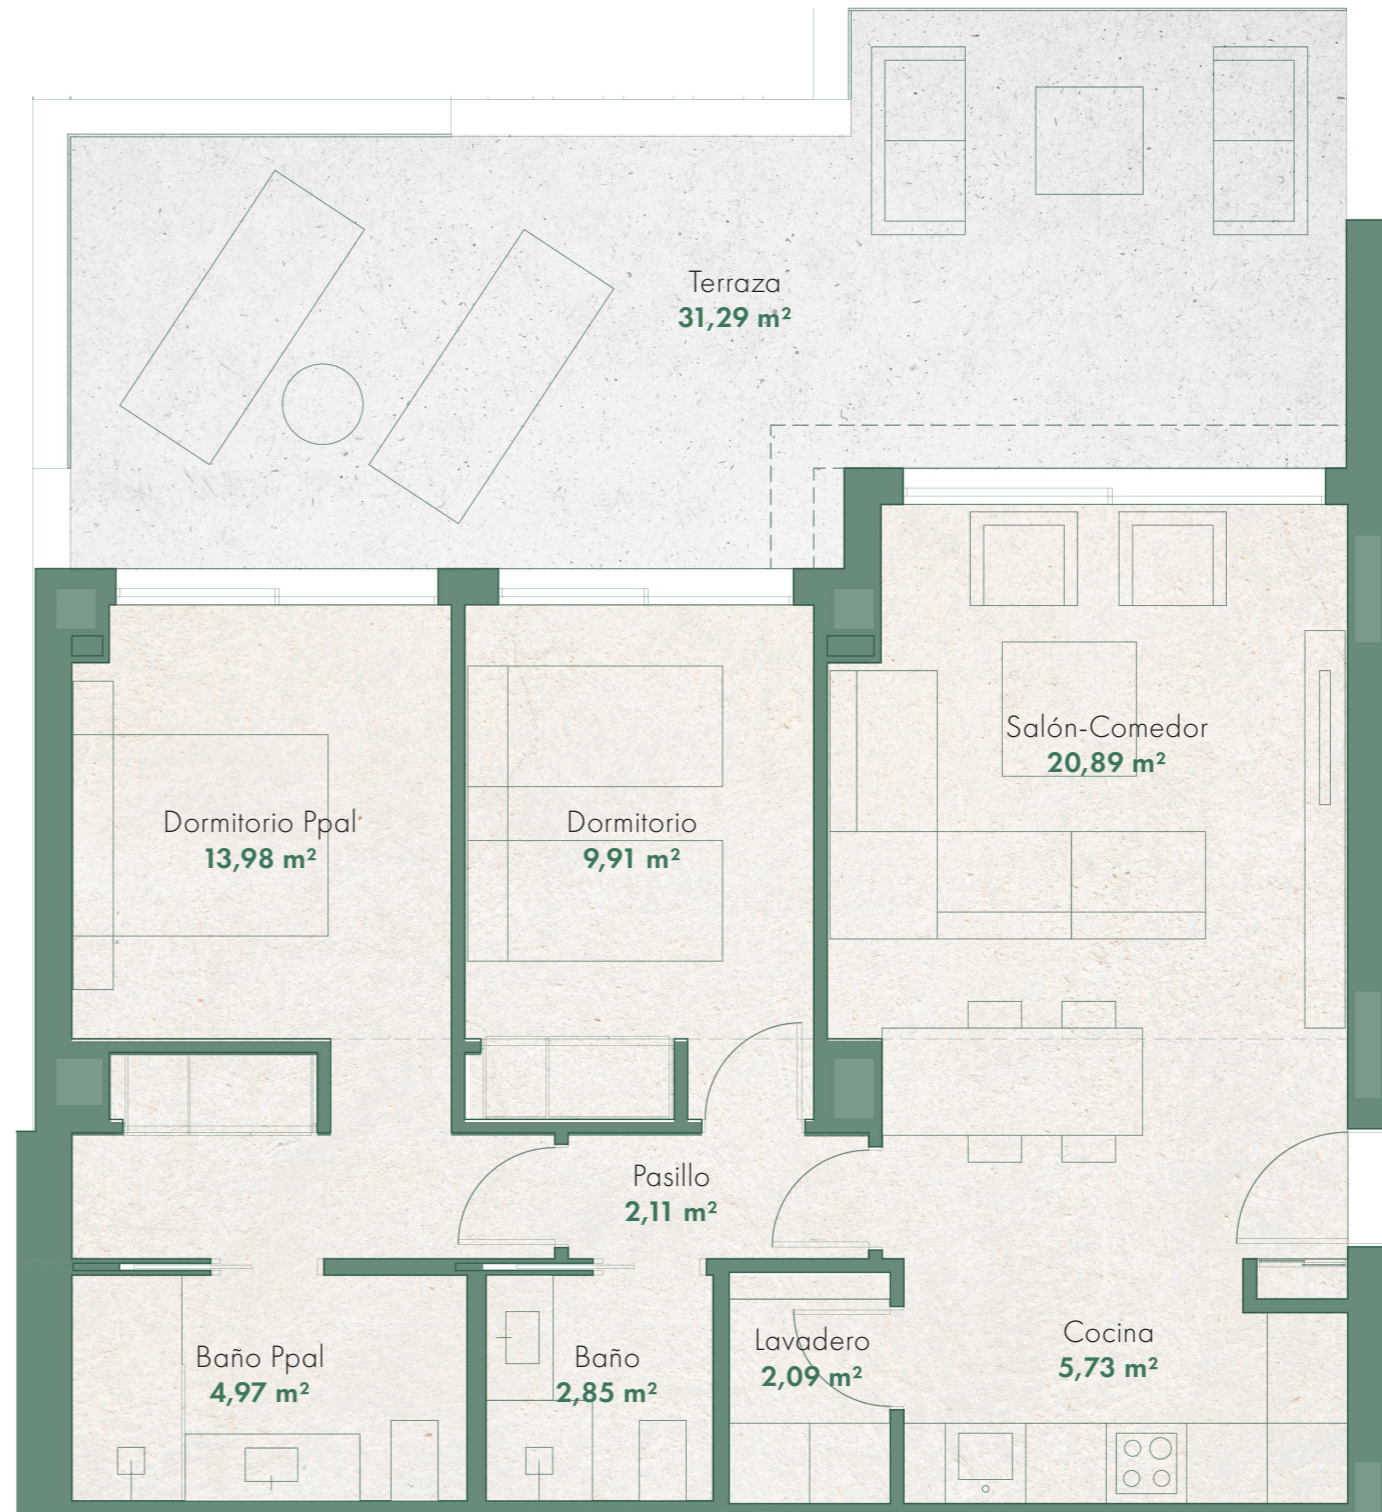 Terraza
31,29 m²
Salón-Comedor
20,89 m²
Dormitorio Ppal
13,98 m²
Dormitorio
9,91 m²
Pasillo
2,11 m²
Baño Ppal
4,97 m²
Baño
2,85 m²
Lavadero
2,09 m²
Cocina
5,73 m²